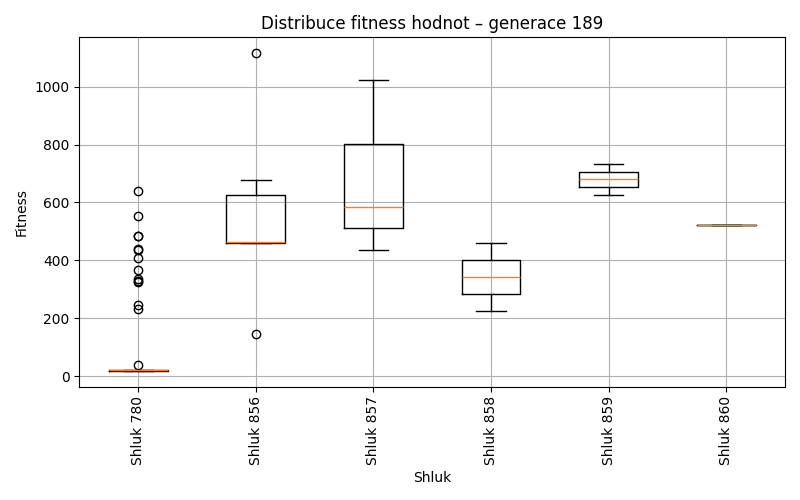 Distribuce fitness hodnot – generace 189
Fitness
1000
800
600
400
200
0
Shluk 780
Shluk 856
Shluk 857
Shluk 858
Shluk 859
Shluk 860
Shluk